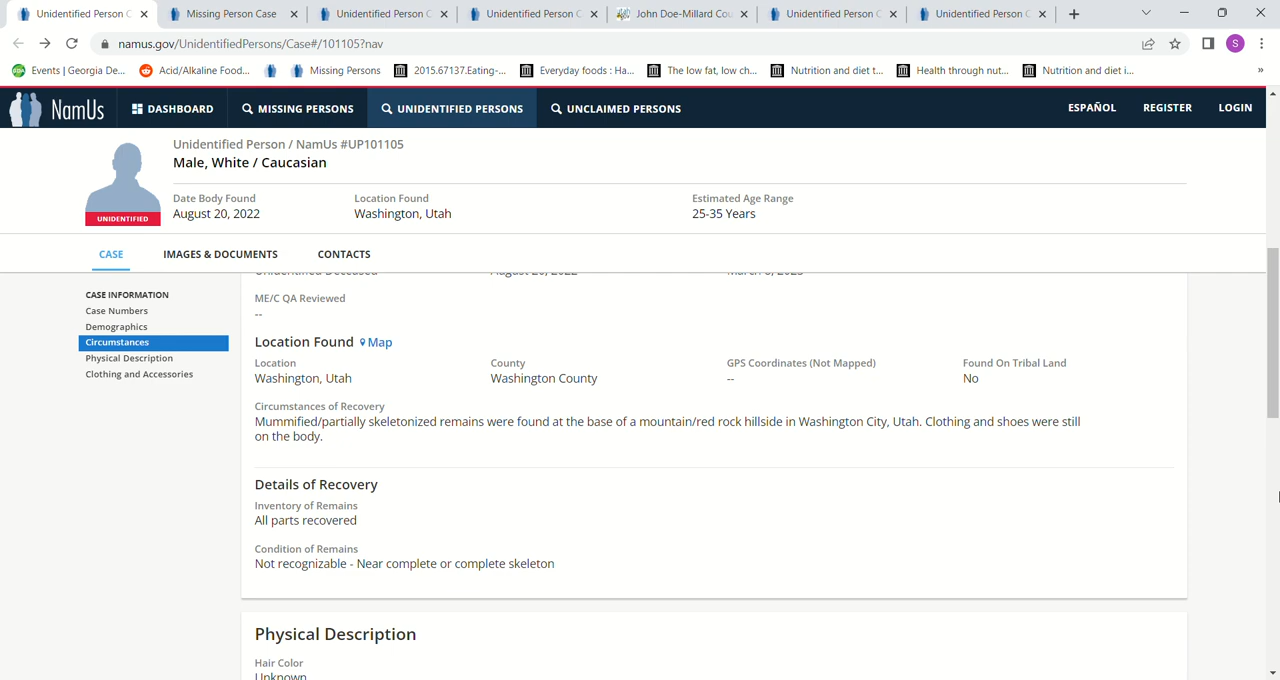 Unidentified Person C
Missing Person Case
Unidentified Person C
Unidentified Person C
John Doe-Millard Cou
Unidentified Person C
Unidentified Person C
namus.gov/UnidentifiedPersons/Case#/101105?nav
S
Events | Georgia De...
Acid/Alkaline Food...
Missing Persons
2015.67137.Eating-...
Everyday foods : Ha...
The low fat, low ch...
Nutrition and diet t...
Health through nut...
Nutrition and diet i...
»
NamUs
DASHBOARD
MISSING PERSONS
UNIDENTIFIED PERSONS
UNCLAIMED PERSONS
ESPAÑOL
REGISTER
LOGIN
Unidentified Person / NamUs #UP101105
Male, White / Caucasian
UNIDENTIFIED
Date Body Found
August 20, 2022
Location Found
Washington, Utah
Estimated Age Range
25-35 Years
CASE
IMAGES & DOCUMENTS
CONTACTS
CASE INFORMATION
Case Numbers
Demographics
Circumstances
Physical Description
Clothing and Accessories
Unidentified Deceased
August 20, 2022
ME/C QA Reviewed
--
Location Found Map
Location
Washington, Utah
County
Washington County
GPS Coordinates (Not Mapped)
--
Found On Tribal Land
No
Circumstances of Recovery
Mummified/partially skeletonized remains were found at the base of a mountain/red rock hillside in Washington City, Utah. Clothing and shoes were still
on the body.
Details of Recovery
Inventory of Remains
All parts recovered
Condition of Remains
Not recognizable - Near complete or complete skeleton
Physical Description
Hair Color
Unknown